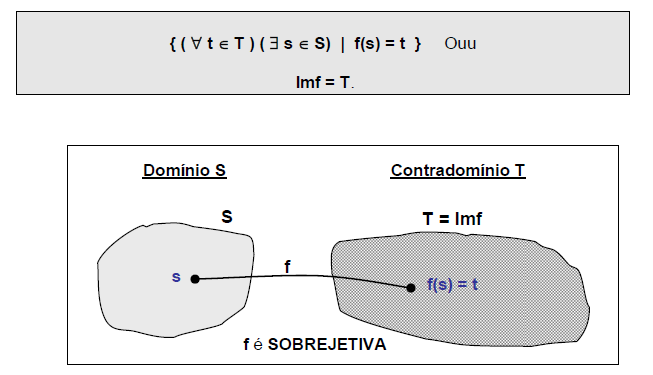 { ( ∀ t ∈ T ) ( ∃ s ∈ S) | f(s) = t } Ouu
Imf = T.
Domínio S Contradomínio T
S T = Imf
s f f(s) = t
f é SOBREJETIVA